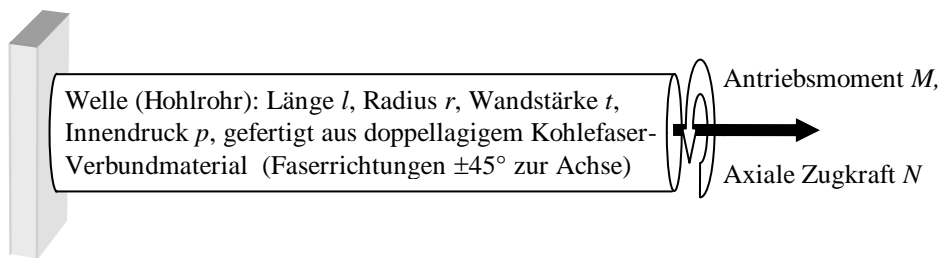 Welle (Hohlrohr): Länge l, Radius r, Wandstärke t,
Innendruck p, gefertigt aus doppellagigem Kohlefaser-
Verbundmaterial (Faserrichtungen ±45° zur Achse)
Antriebsmoment M,
Axiale Zugkraft N